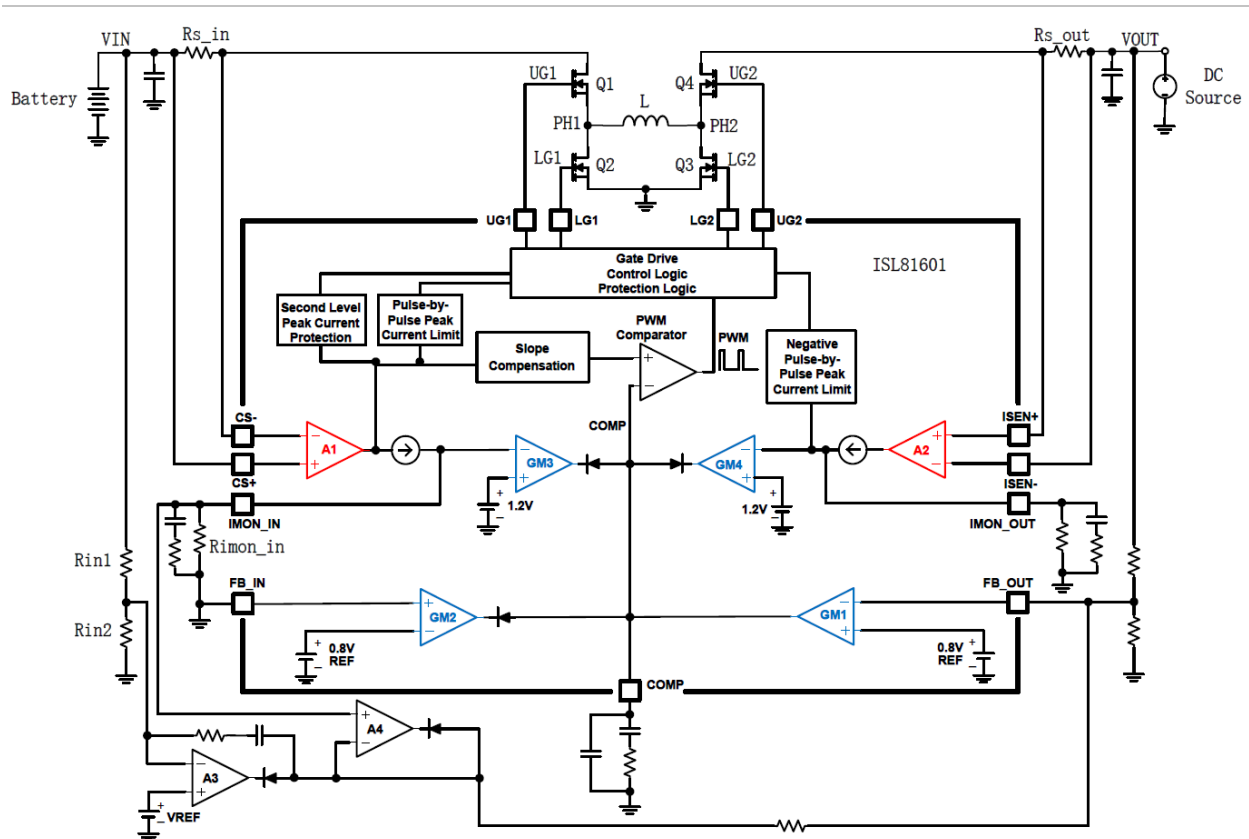 VIN
Rs_in
Rs_out
VOUT
Battery
UG1
Q1
Q4
UG2
DC
Source
L
PH1
PH2
LG1
Q2
Q3
LG2
UG1
LG1
LG2
UG2
Gate Drive
Control Logic
Protection Logic
ISL81601
Second Level
Peak Current
Protection
Pulse-by-
Pulse Peak
Current Limit
PWM
Comparator
PWM
Slope
Compensation
Negative
Pulse-by-
Pulse Peak
Current Limit
+
−
CS-
COMP
ISEN+
−
A1
+
−
GM3
+
−
GM4
+
+
A2
−
CS+
ISEN-
IMON_IN
+
1.2V
−
+
1.2V
−
IMON_OUT
Rimon_in
Rin1
FB_IN
FB_OUT
+
GM2
−
−
GM1
+
Rin2
+
0.8V
−
REF
+
0.8V
−
REF
COMP
+
A4
−
−
A3
+
+
−
VREF